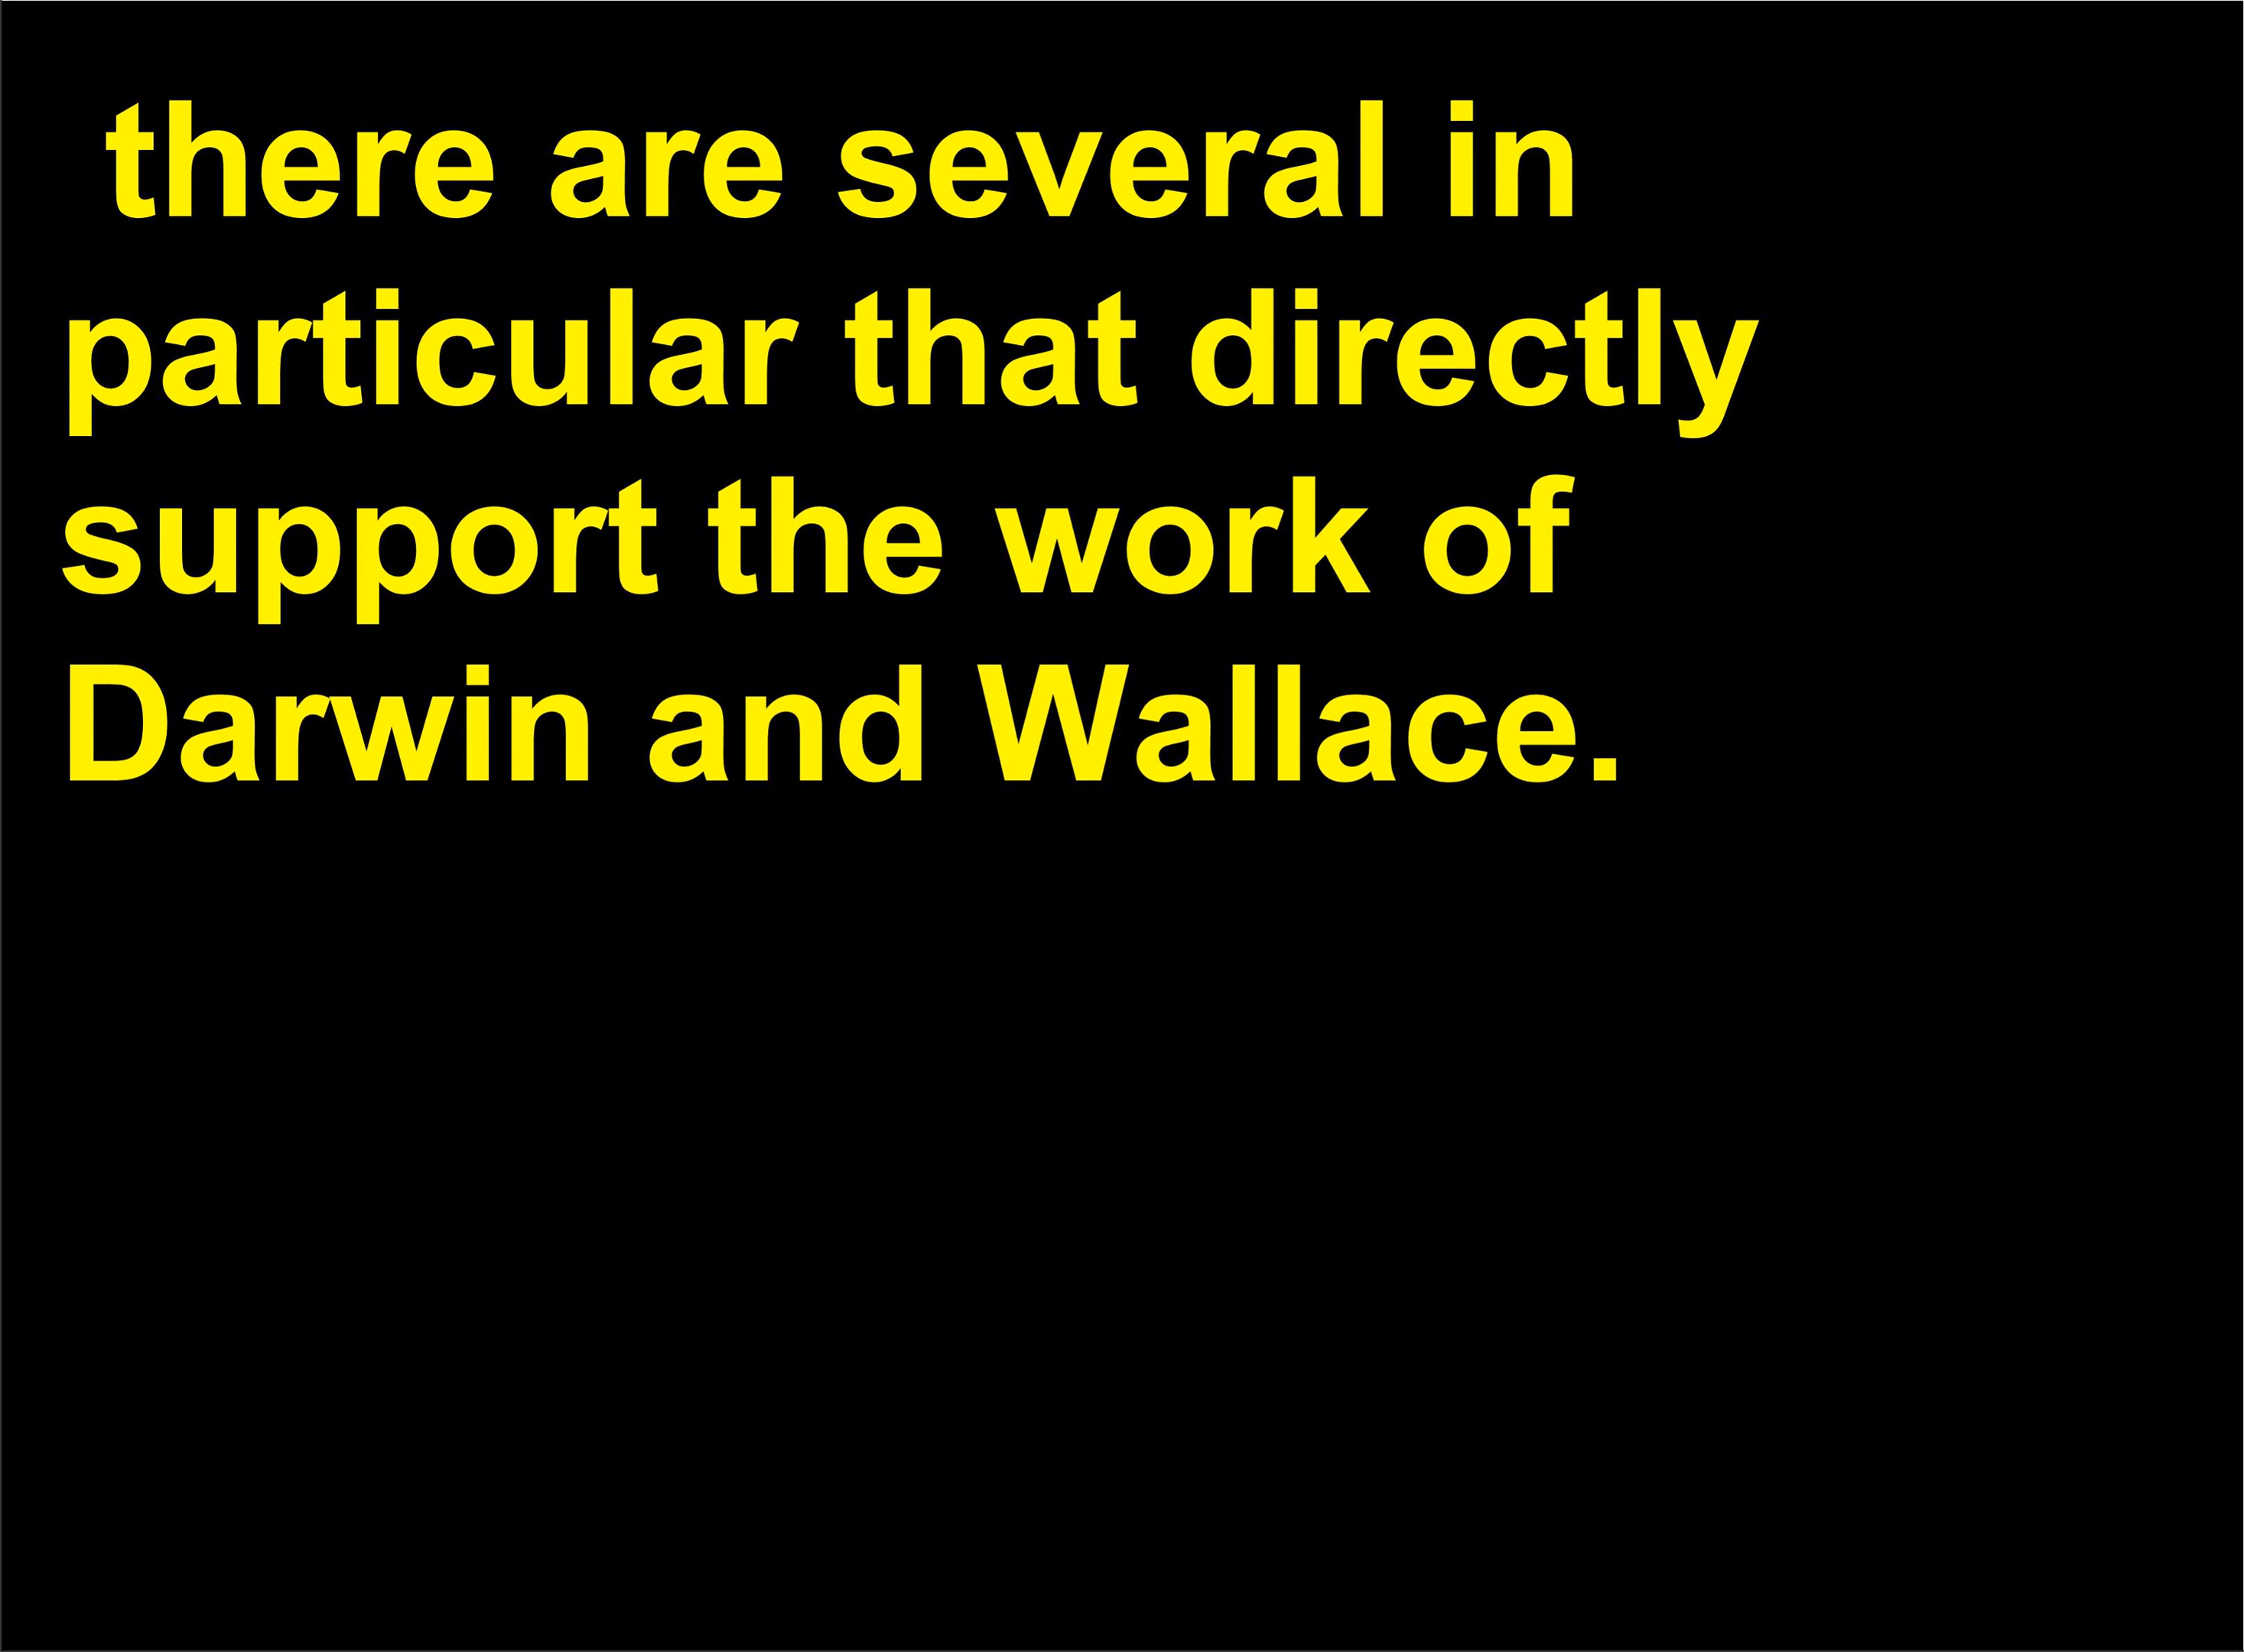 there are several in
particular that directly
support the work of
Darwin and Wallace.